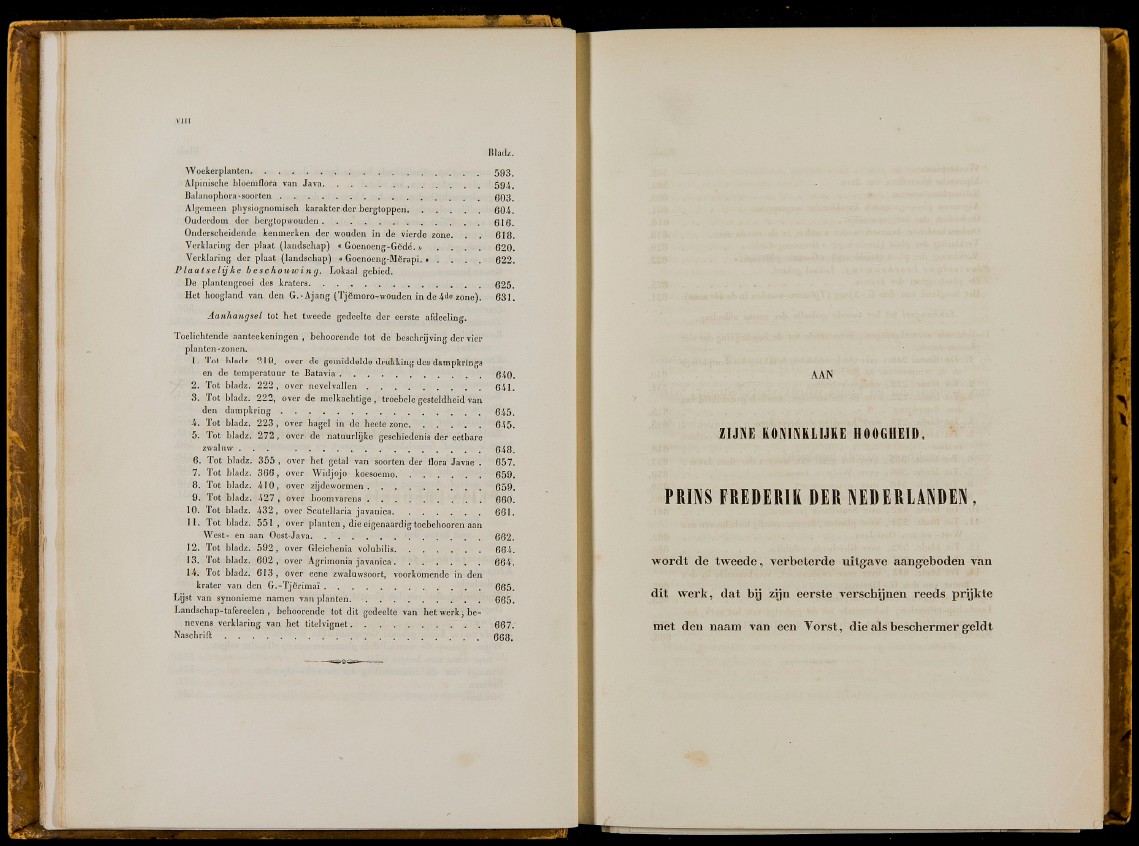 VIII
Bladz.
Woekerplanten. . . . . . . . . . . . . . . . . 593.
Alpinische bloemflora van Java. . . . . . . . . . . . 594.
Balanophora-soorten . . . . . . . . . . . . . . . 603.
Algemeen physiognomisch karakter der bergtoppen. . . . . . 604.
Ouderdom der bergtopwouden . . . . . . . . . . . . 616.
Onderscheidende kenmerken der wouden in de vierde zone. . . 618.
Verklaring der plaat (landschap) « Goenoeng-Gĕdé. » . . . . 620.
Verklaring der plaat (landschap) « Goenoeng-Mĕrapi. » . . . . 622.
Plaatselijke beschouwing. Lokaal gebied.
De plantengroei des kraters. . . . . . . . . . . . . 625.
Het hoogland van den G.-Ajang (Tjĕmoro-wouden in de 4de zone). 631.
Aanhangsel tot het tweede gedeelte der eerste afdeeling.
Toelichtende aanteekeningen , behoorende tot de beschrijving der vier
planten-zonen.
1. Tot bladz. 219, over de gemiddelde drukking des dampkrings
en de temperatuur te Batavia . . . . . . . . . . . 640.
2. Tot bladz. 222 , over nevelvallen . . . . . . . . . 641.
3. Tot bladz. 222, over de melkachtige , troebele gesteldheid van
den dampkring . . . . . . . . . . . . . . . 645.
4. Tot bladz. 223 , over hagel in de heete zone. . . . . . 645.
5. Tot bladz. 272 , over de natuurlijke geschiedenis der eetbare
zwaluw . . . . . . . . . . . . . . . . . 648.
6. Tot bladz. 355 , over het getal van soorten der flora Javae . 657.
7. Tot bladz. 366 , over Widjojo koesoemo. . . . . . . 659.
8. Tot bladz. 410 , over zijdewormen . . . . . . . . . 659.
9. Tot bladz. 427 , over boomvarens . . . . . . . . . 660.
10. Tot bladz. 432 , over Scutellaria javanica. . . . . . . 661.
11. Tot bladz. 551 , over planten , die eigenaardig toebehooren aan
West- en aan Oost-Java. . . . . . . . . . . . . 662.
12. Tot bladz. 592 , over Gleichenia volubilis. . . . . . . 664.
13. Tot bladz. 602 , over Agrimonia javanica . . . . . . . 664.
14. Tot bladz. 613 , over eene zwaluwsoort, voorkomende in den
krater van den G.-Tjĕrimaï . . . . . . . . . . . . 665.
Lijst van synonieme namen van planten. . . . . . . . . . 665.
Landschap-tafereelen , behoorende tot dit gedeelte van het werk ; be-
nevens verklaring van het titelvignet. . . . . . . . . . 667.
Naschrift . . . . . . . . . . . . . . . . . . . 668.
AAN
ZIJNE KONINKLIJKE HOOGHEID,
PRINS FREDERIK DER NEDERLANDEN,
wordt de tweede, verbeterde uitgave aangeboden van
dit werk, dat bij zijn eerste verschijnen reeds prijkte
met den naam van een Vorst, die als beschermer geldt